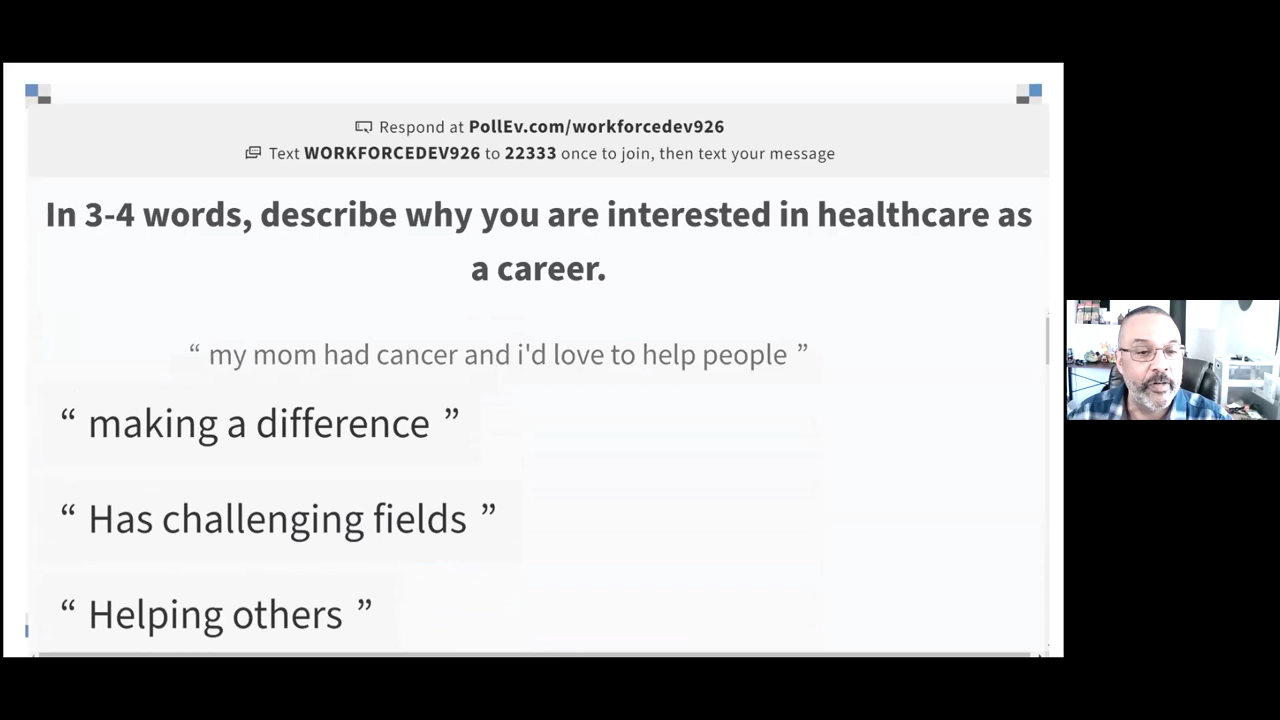 Respond at PollEv.com/workforcedev926
Text WORKFORCEDEV926 to 22333 once to join, then text your message
In 3-4 words, describe why you are interested in healthcare as
a career.
“ my mom had cancer and i'd love to help people ”
“ making a difference ”
“ Has challenging fields ”
“ Helping others ”